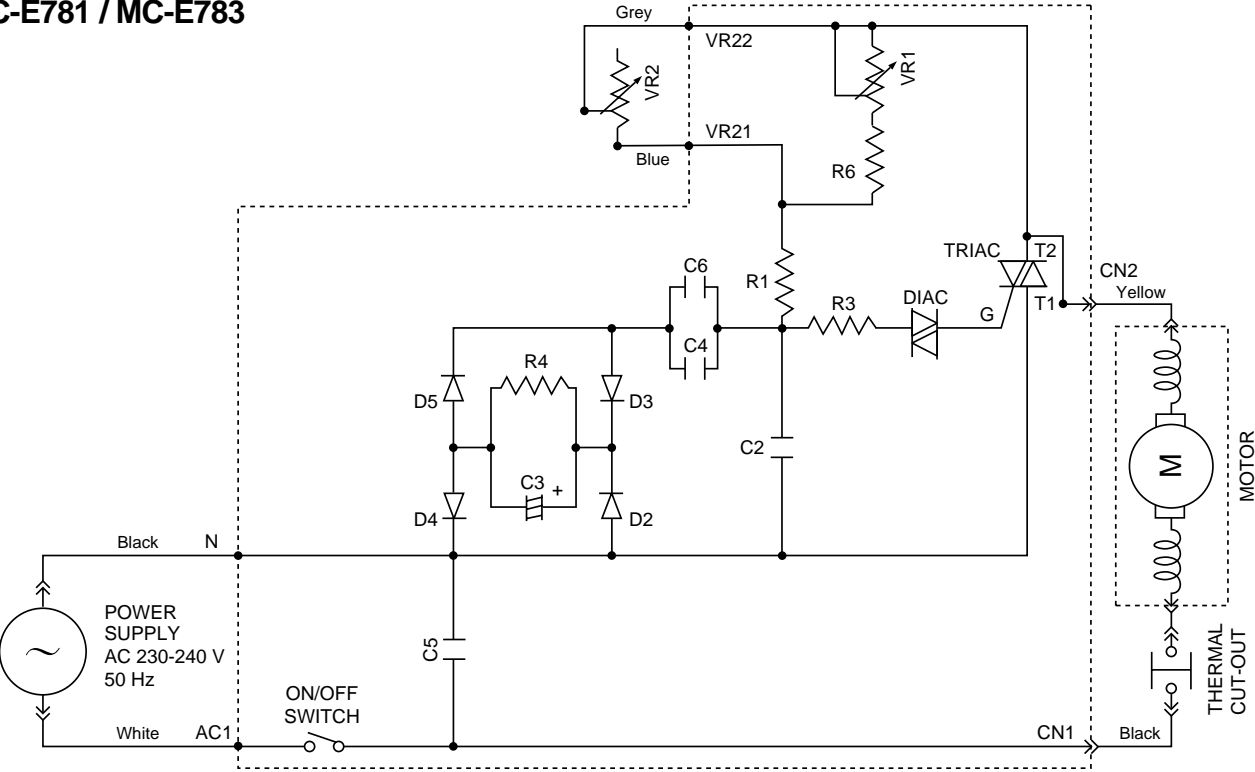 C-E781 / MC-E783
Grey
VR22
VR2
VR1
VR21
Blue
R6
TRIAC
T2
CN2
C6
R1
R3
DIAC
G
T1
Yellow
C4
R4
D5
D3
C2
C3
+
M
MOTOR
D4
D2
Black
N
POWER
SUPPLY
AC 230-240 V
50 Hz
C5
THERMAL
CUT-OUT
ON/OFF
SWITCH
White
AC1
CN1
Black